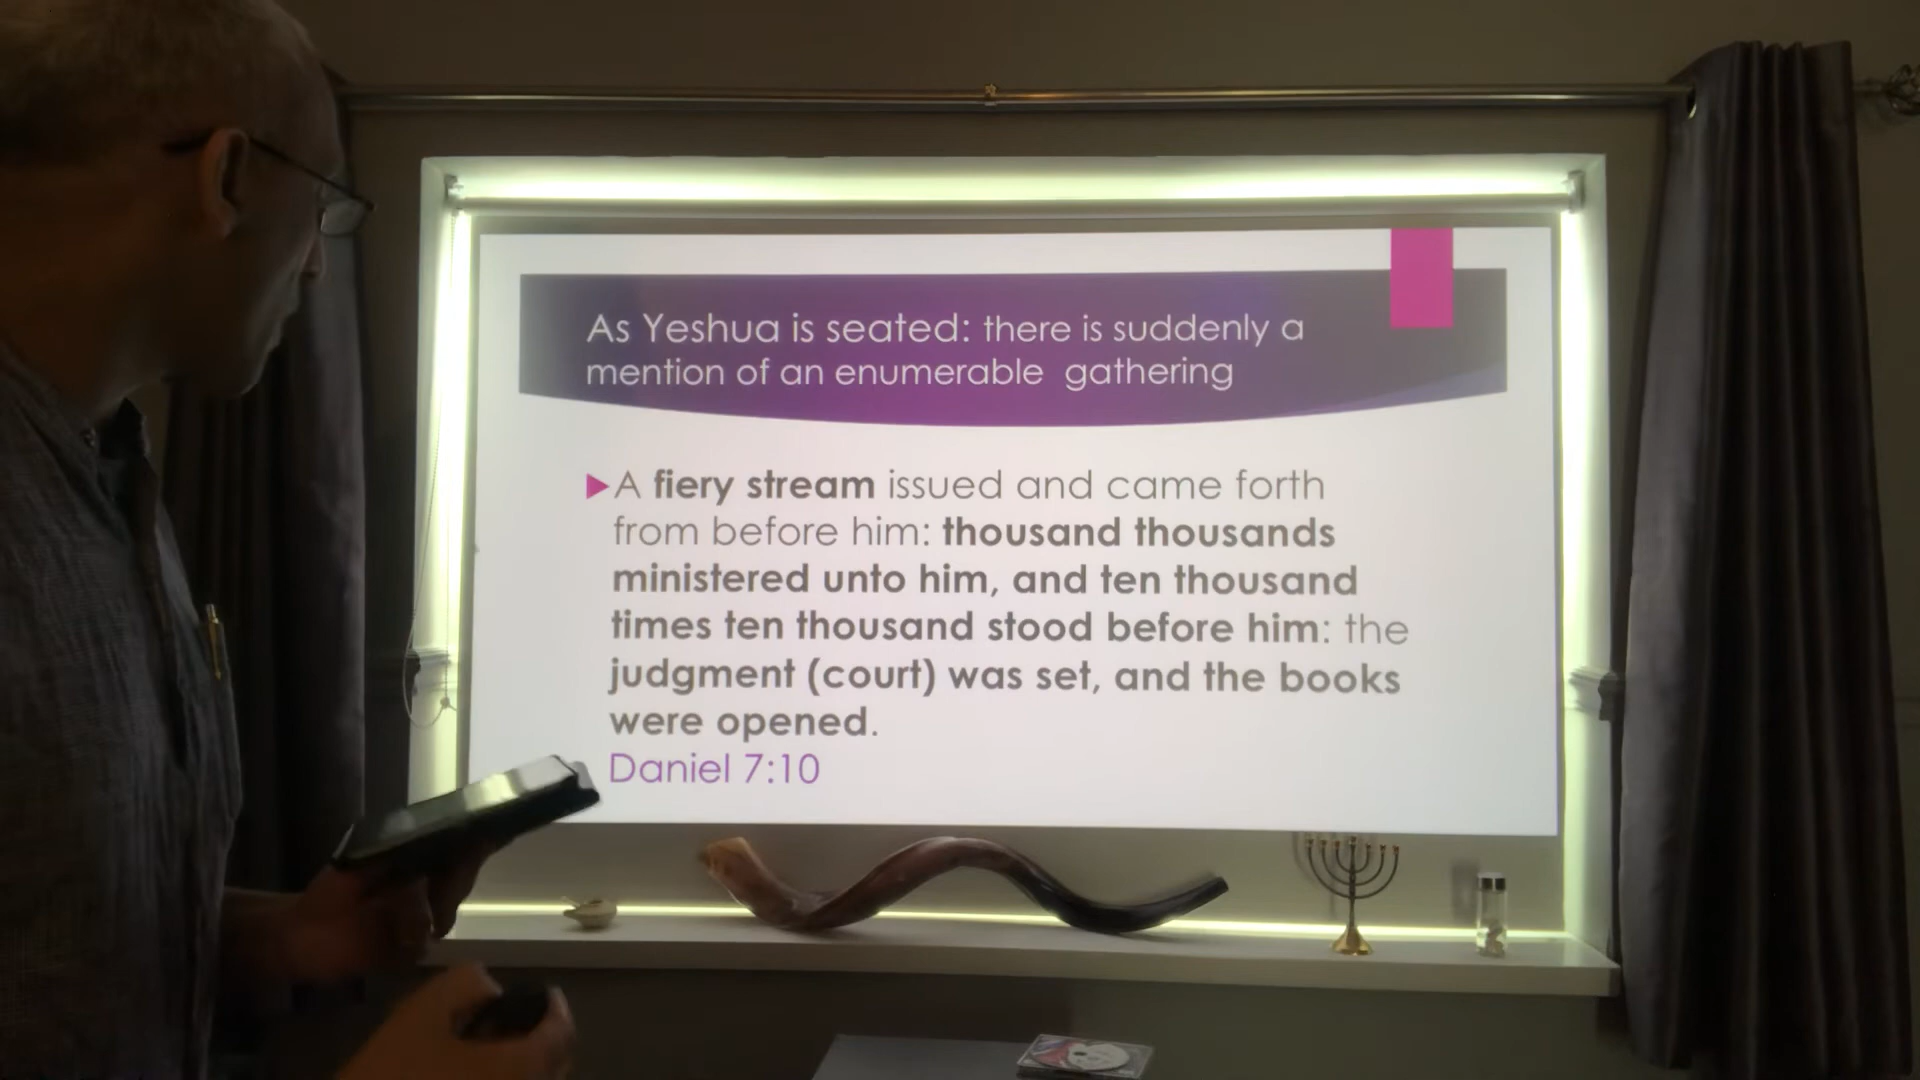 As Yeshua is seated: there is suddenly a
mention of an enumerable gathering
A fiery stream issued and came forth
from before him: thousand thousands
ministered unto him, and ten thousand
times ten thousand stood before him: the
judgment (court) was set, and the books
were opened.
Daniel 7:10